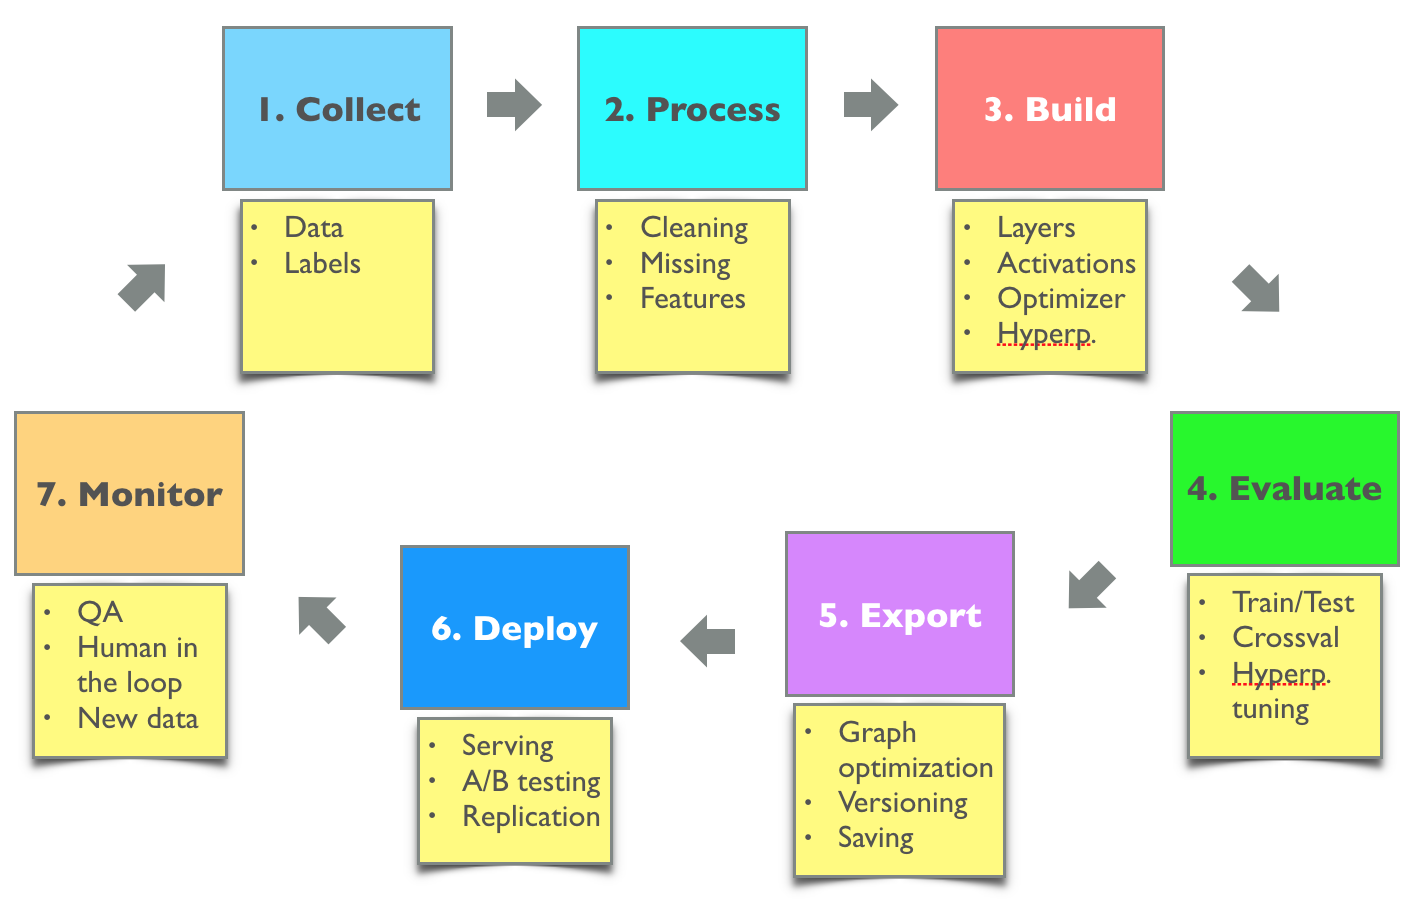 1. Collect
• Data
• Labels
2. Process
• Cleaning
• Missing
• Features
3. Build
• Layers
• Activations
• Optimizer
• Hyperp.
4. Evaluate
• Train/Test
• Crossval
• Hyperp.
tuning
5. Export
• Graph
optimization
• Versioning
• Saving
6. Deploy
• Serving
• A/B testing
• Replication
7. Monitor
• QA
• Human in
the loop
• New data